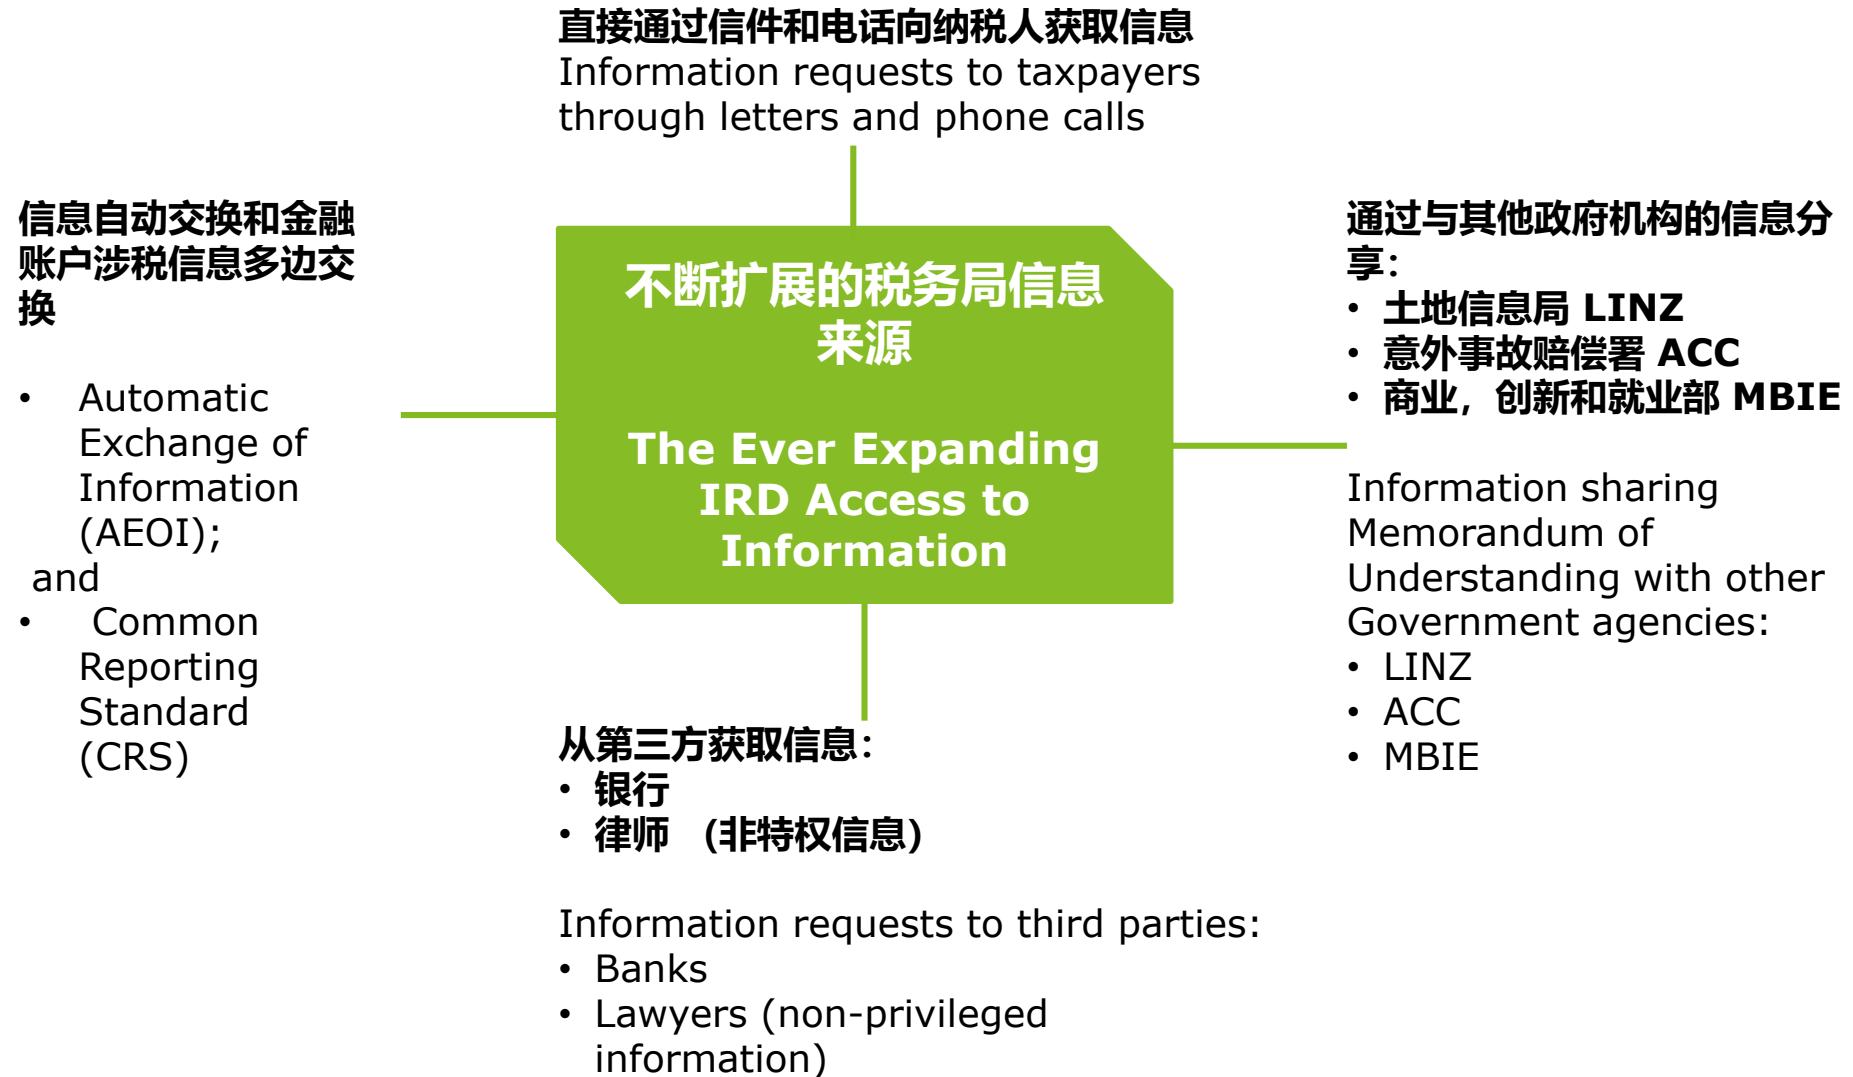 直接通过信件和电话向纳税人获取信息
Information requests to taxpayers
through letters and phone calls
信息自动交换和金融
账户涉税信息多边交
换
• Automatic
Exchange of
Information
(AEOI);
and
• Common
Reporting
Standard
(CRS)
不断扩展的税务局信息
来源
The Ever Expanding
IRD Access to
Information
通过与其他政府机构的信息分
享：
• 土地信息局 LINZ
• 意外事故赔偿署 ACC
• 商业，创新和就业部 MBIE
Information sharing
Memorandum of
Understanding with other
Government agencies:
• LINZ
• ACC
• MBIE
从第三方获取信息：
• 银行
• 律师 (非特权信息)
Information requests to third parties:
• Banks
• Lawyers (non-privileged
information)